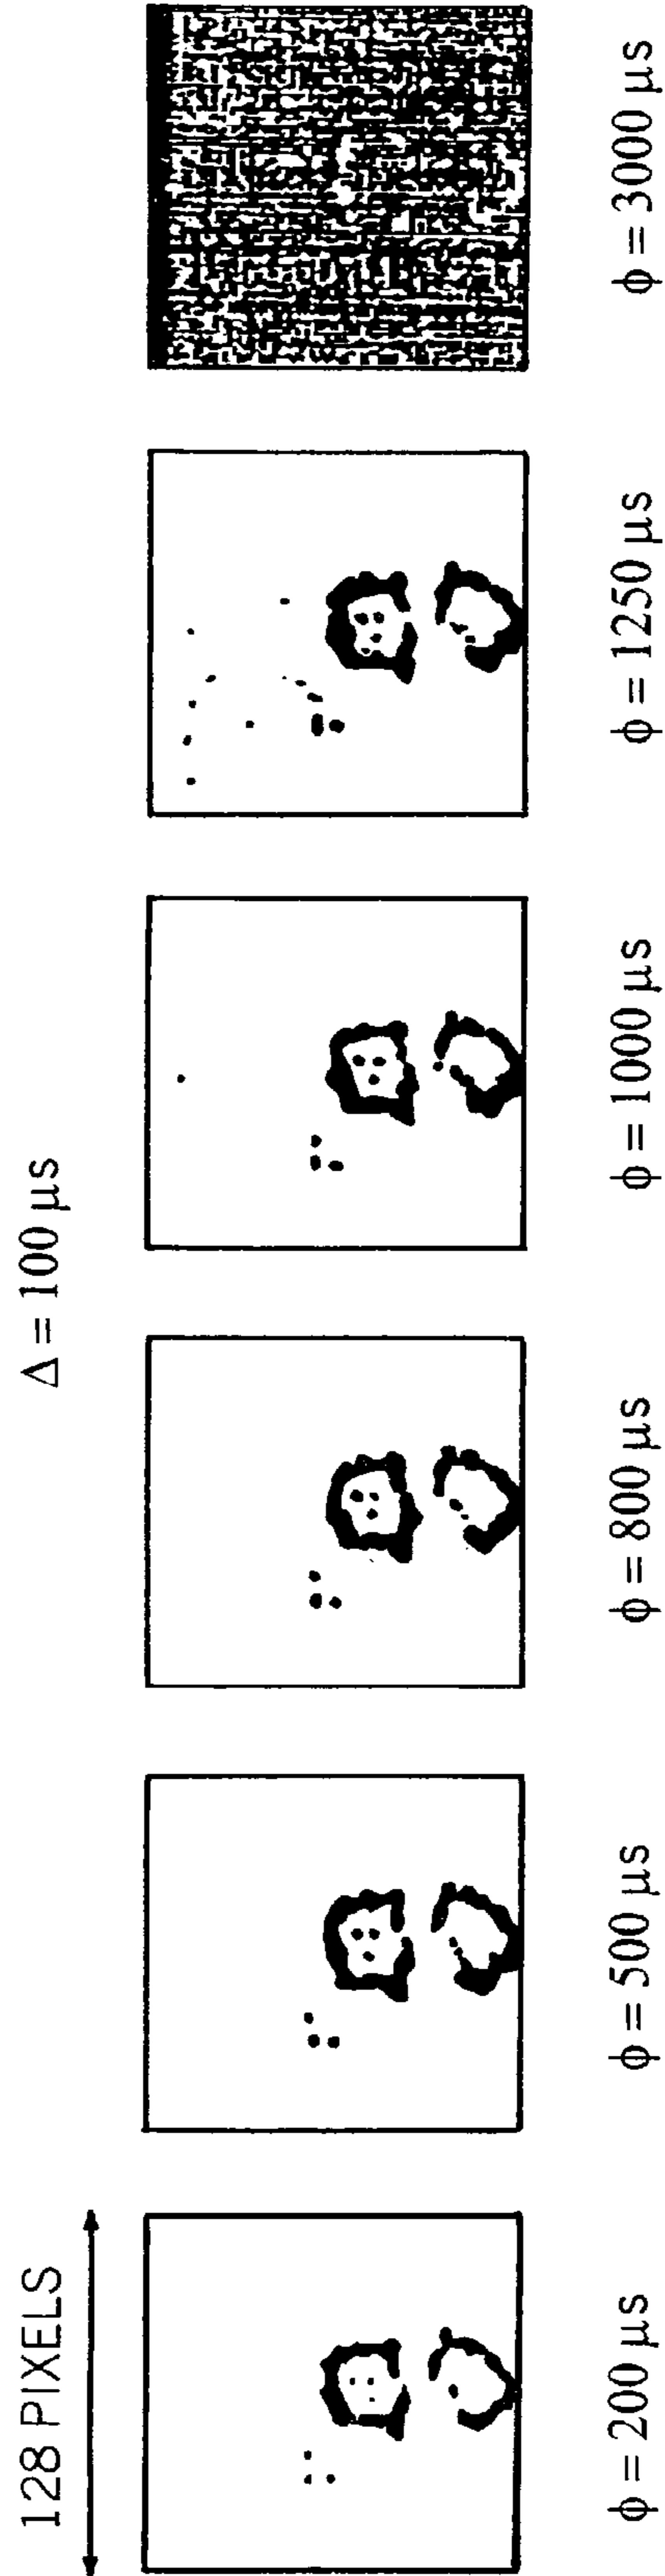 128 PIXELS
Δ = 100 μs
ϕ = 200 μs
ϕ = 500 μs
ϕ = 800 μs
ϕ = 1000 μs
ϕ = 1250 μs
ϕ = 3000 μs